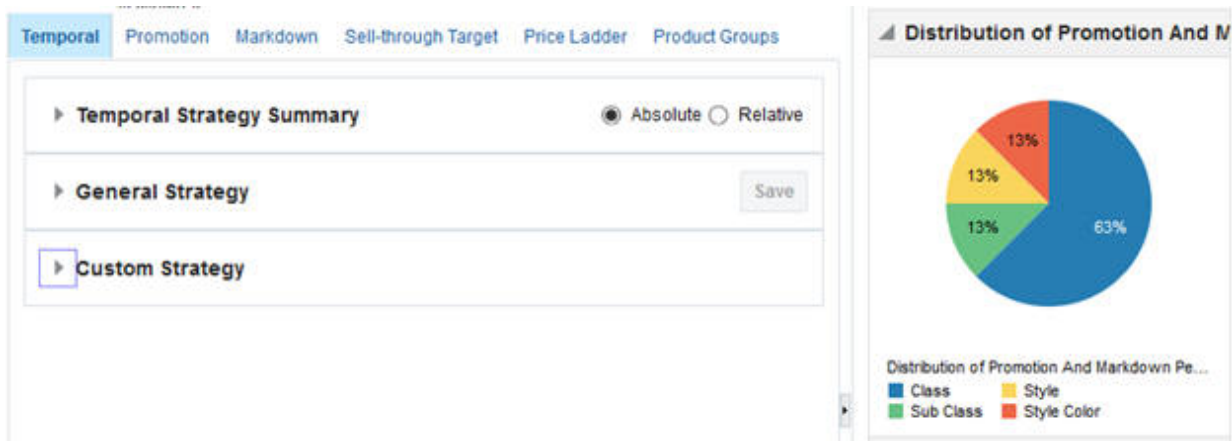 Temporal Promotion Markdown Sell-through Target Price Ladder Product Groups
Temporal Strategy Summary Absolute Relative
General Strategy Save
Custom Strategy
Distribution of Promotion And M
13%
13%
13%
63%
Distribution of Promotion And Markdown Pe...
Class Style
Sub Class Style Color